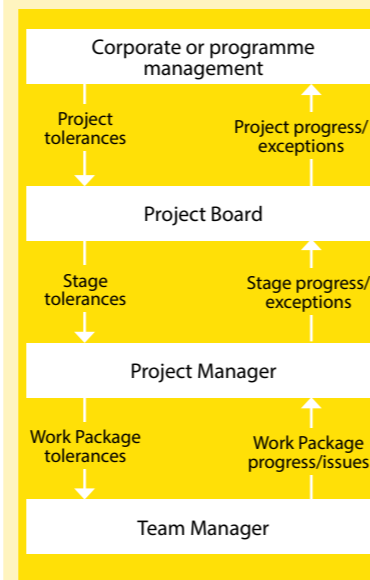 Corporate or programme
management
Project
tolerances
Project progress/
exceptions
Project Board
Stage
tolerances
Stage progress/
exceptions
Project Manager
Work Package
tolerances
Work Package
progress/issues
Team Manager